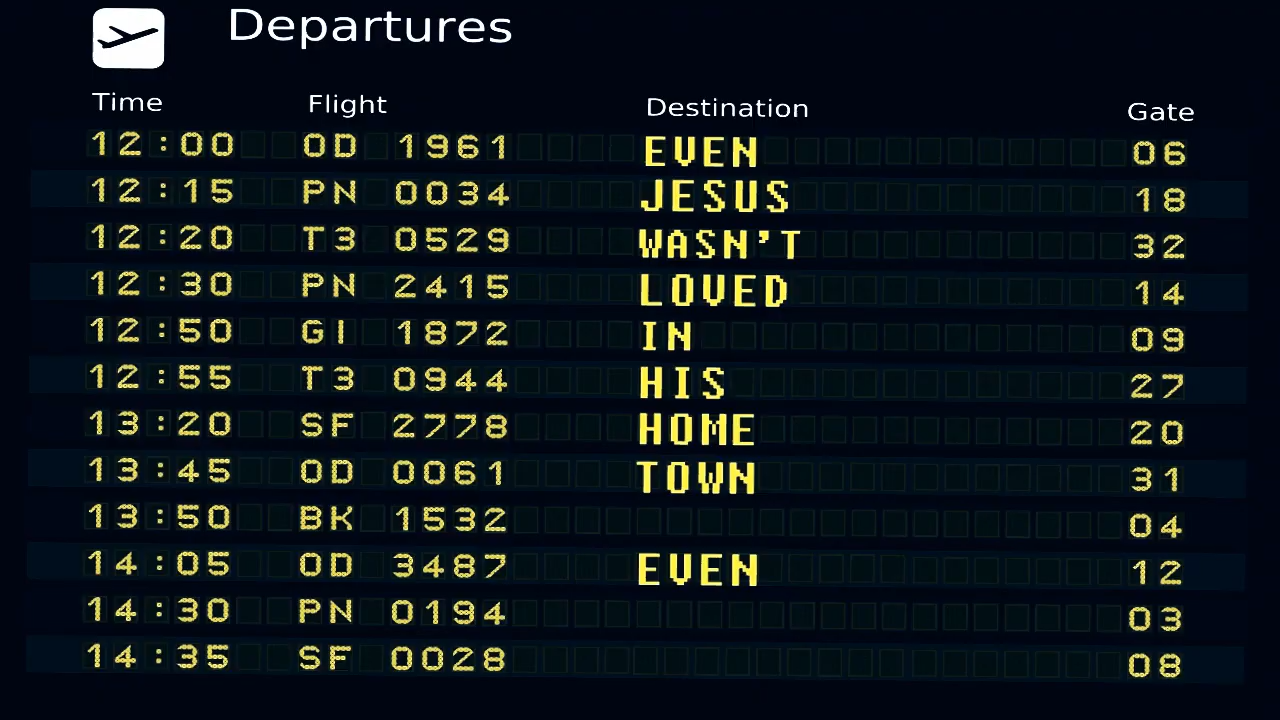 Departures
Time Flight Destination Gate
12:00 OD 1961 EVEN 06
12:15 PN 0034 JESUS 18
12:20 T3 0529 WASN'T 32
12:30 PN 2415 LOVED 14
12:50 GI 1872 IN 09
12:55 T3 0944 HIS 27
13:20 SF 2778 HOME 20
13:45 OD 0061 TOWN 31
13:50 BK 1532 04
14:05 OD 3487 EVEN 12
14:30 PN 0194 03
14:35 SF 0028 08